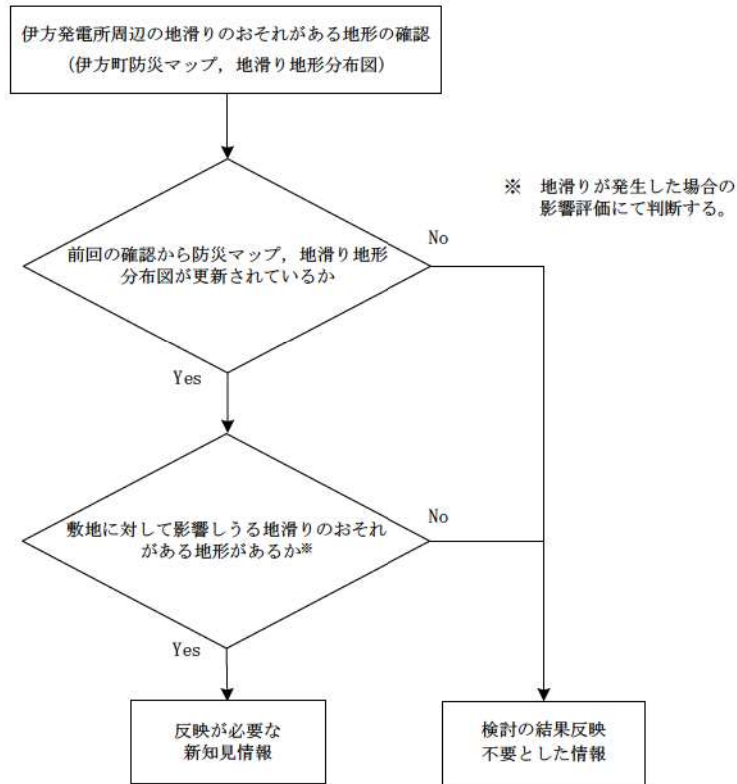 伊方発電所周辺の地滑りのおそれがある地形の確認
(伊方町防災マップ，地滑り地形分布図)
※　地滑りが発生した場合の
影響評価にて判断する。
前回の確認から防災マップ，地滑り地形
分布図が更新されているか
No
Yes
敷地に対して影響しうる地滑りのおそれ
がある地形があるか※
No
Yes
反映が必要な
新知見情報
検討の結果反映
不要とした情報